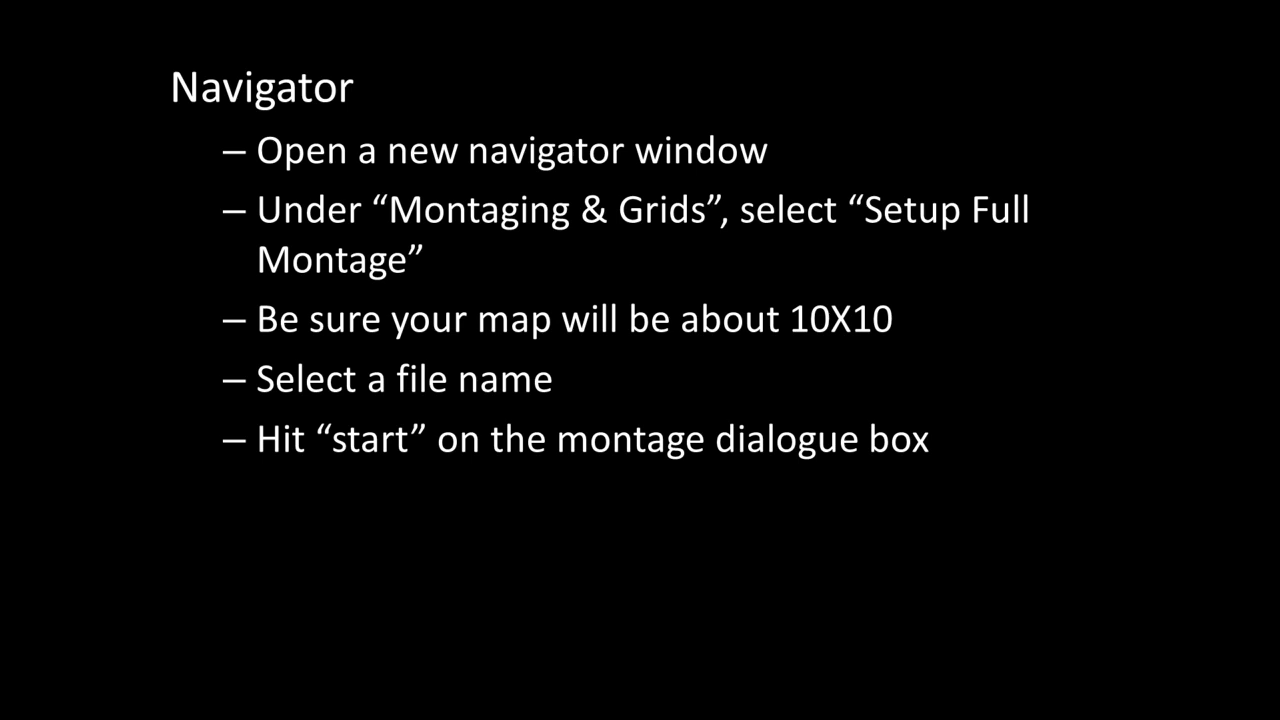 Navigator
– Open a new navigator window
– Under “Montaging & Grids”, select “Setup Full
Montage”
– Be sure your map will be about 10X10
– Select a file name
– Hit “start” on the montage dialogue box